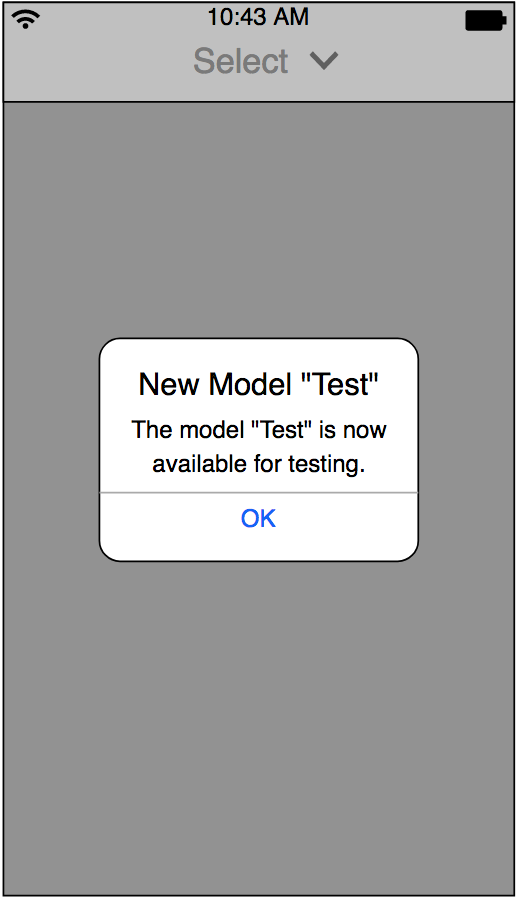 10:43 AM
Select
New Model "Test"
The model "Test" is now
available for testing.
OK